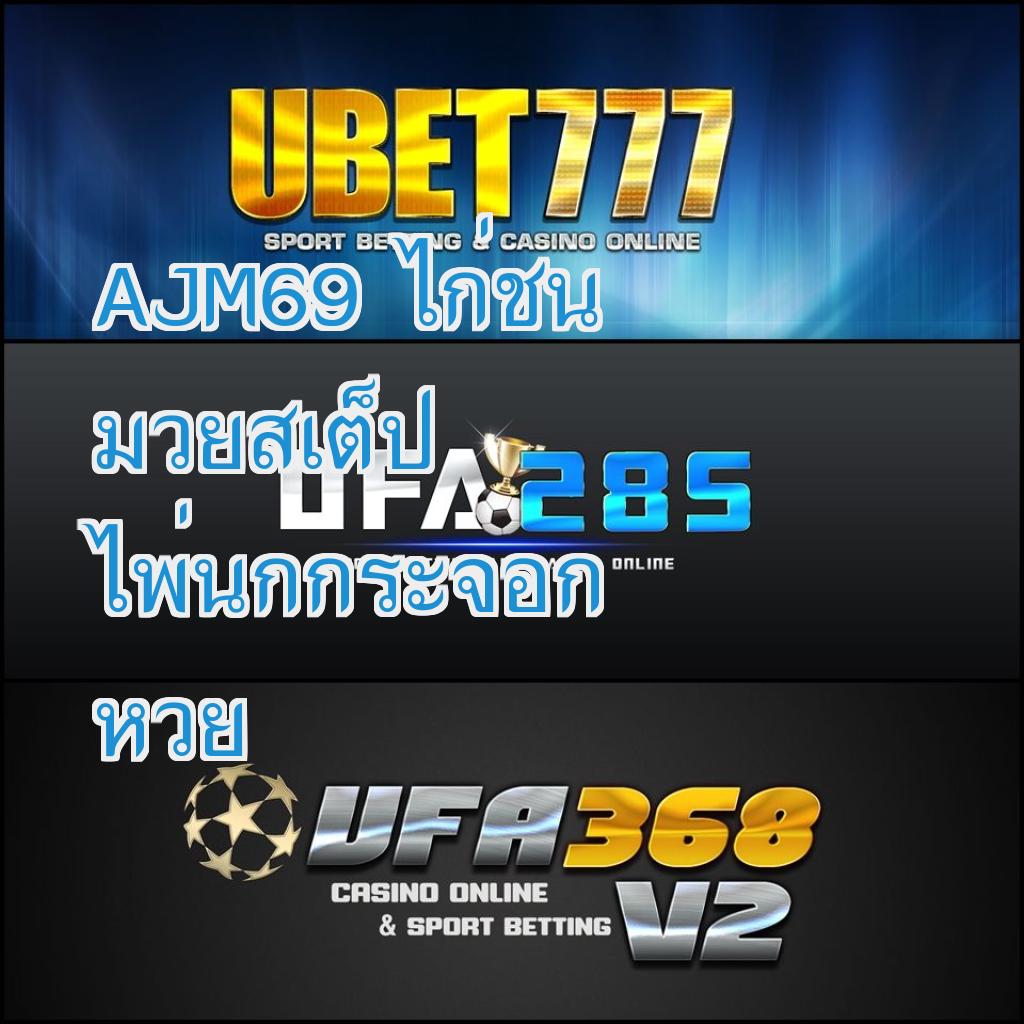 UBET777
SPORT BETTING & CASINO ONLINE
AJM69 ไก่ชน
มวยสเต็ป
UFA285
ไพ่นกกระจอก
ONLINE
หวย
UFA368
CASINO ONLINE
& SPORT BETTING
V2